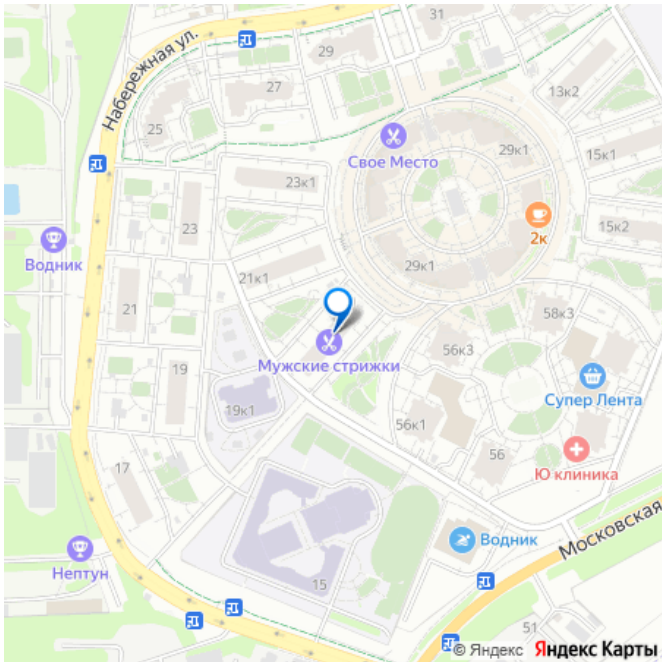 31
Набережная ул.
29
27
13к2
25
Свое Место
29к1
15к1
23к1
2к
15к2
23
Водник
29к1
21к1
21
58к3
Мужские стрижки
56к3
19
Супер Лента
19к1
56к1
56
17
Ю клиника
Водник
Московская
Нептун
15
51
© Яндекс Яндекс Карты